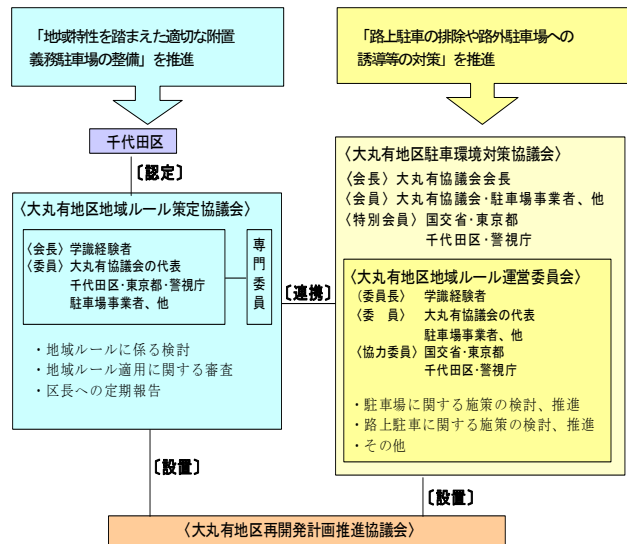 「地域特性を踏まえた適切な附置
義務駐車場の整備」を推進
「路上駐車の排除や路外駐車場への
誘導等の対策」を推進
千代田区
〔認定〕
〈大丸有地区地域ルール策定協議会〉
〈会長〉学識経験者
〈委員〉大丸有協議会の代表
千代田区・東京都・警視庁
駐車場事業者、他
専門委員
・地域ルールに係る検討
・地域ルール適用に関する審査
・区長への定期報告
〔連携〕
〈大丸有地区駐車環境対策協議会〉
〈会長〉大丸有協議会会長
〈会員〉大丸有協議会・駐車場事業者、他
〈特別会員〉国交省・東京都
千代田区・警視庁
〈大丸有地区地域ルール運営委員会〉
〈委員長〉 学識経験者
〈委 員〉 大丸有協議会の代表
駐車場事業者、他
〈協力委員〉国交省・東京都
千代田区・警視庁
・駐車場に関する施策の検討、推進
・路上駐車に関する施策の検討、推進
・その他
〔設置〕
〔設置〕
〈大丸有地区再開発計画推進協議会〉